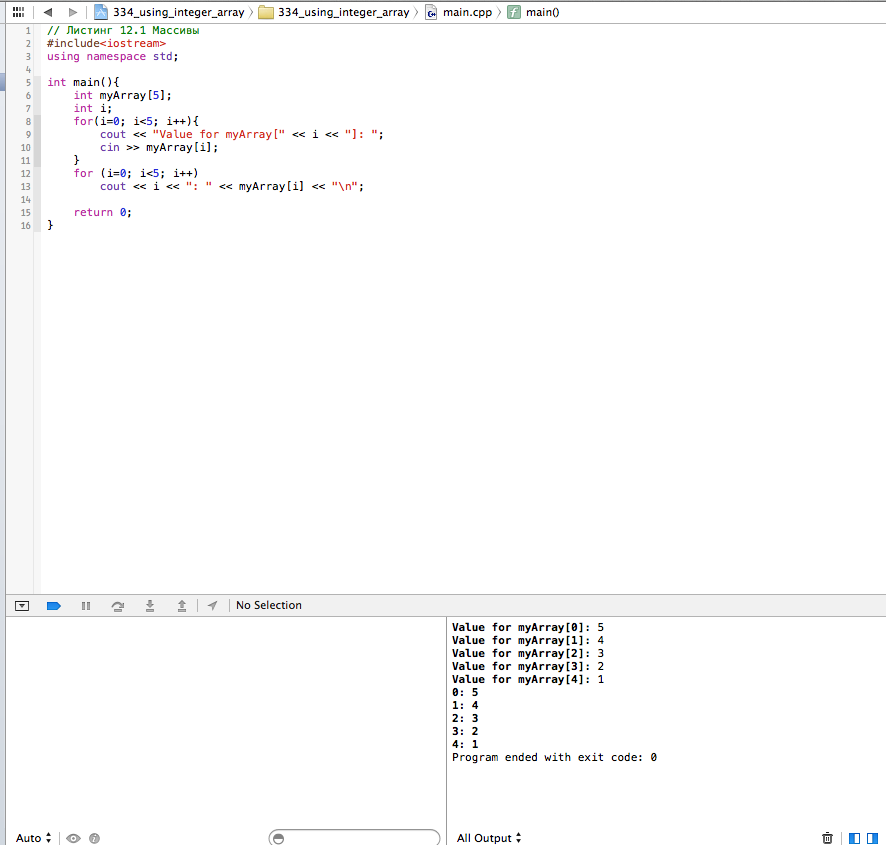 334_using_integer_array 334_using_integer_array main.cpp main()
1 // Листинг 12.1 Массивы
2 #include<iostream>
3 using namespace std;
4
5 int main(){
6 int myArray[5];
7 int i;
8 for(i=0; i<5; i++){
9 cout << "Value for myArray[" << i << "]: ";
10 cin >> myArray[i];
11 }
12 for (i=0; i<5; i++)
13 cout << i << ": " << myArray[i] << "\n";
14
15 return 0;
16 }
No Selection
Value for myArray[0]: 5
Value for myArray[1]: 4
Value for myArray[2]: 3
Value for myArray[3]: 2
Value for myArray[4]: 1
0: 5
1: 4
2: 3
3: 2
4: 1
Program ended with exit code: 0
Auto
All Output